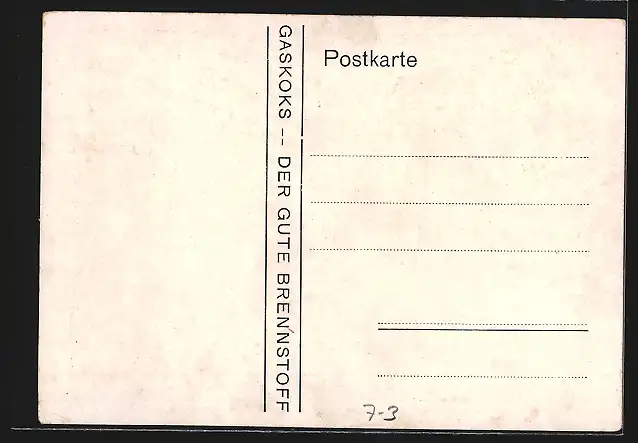 GASKOKS -- DER GUTE BRENNSTOFF
Postkarte
7-3